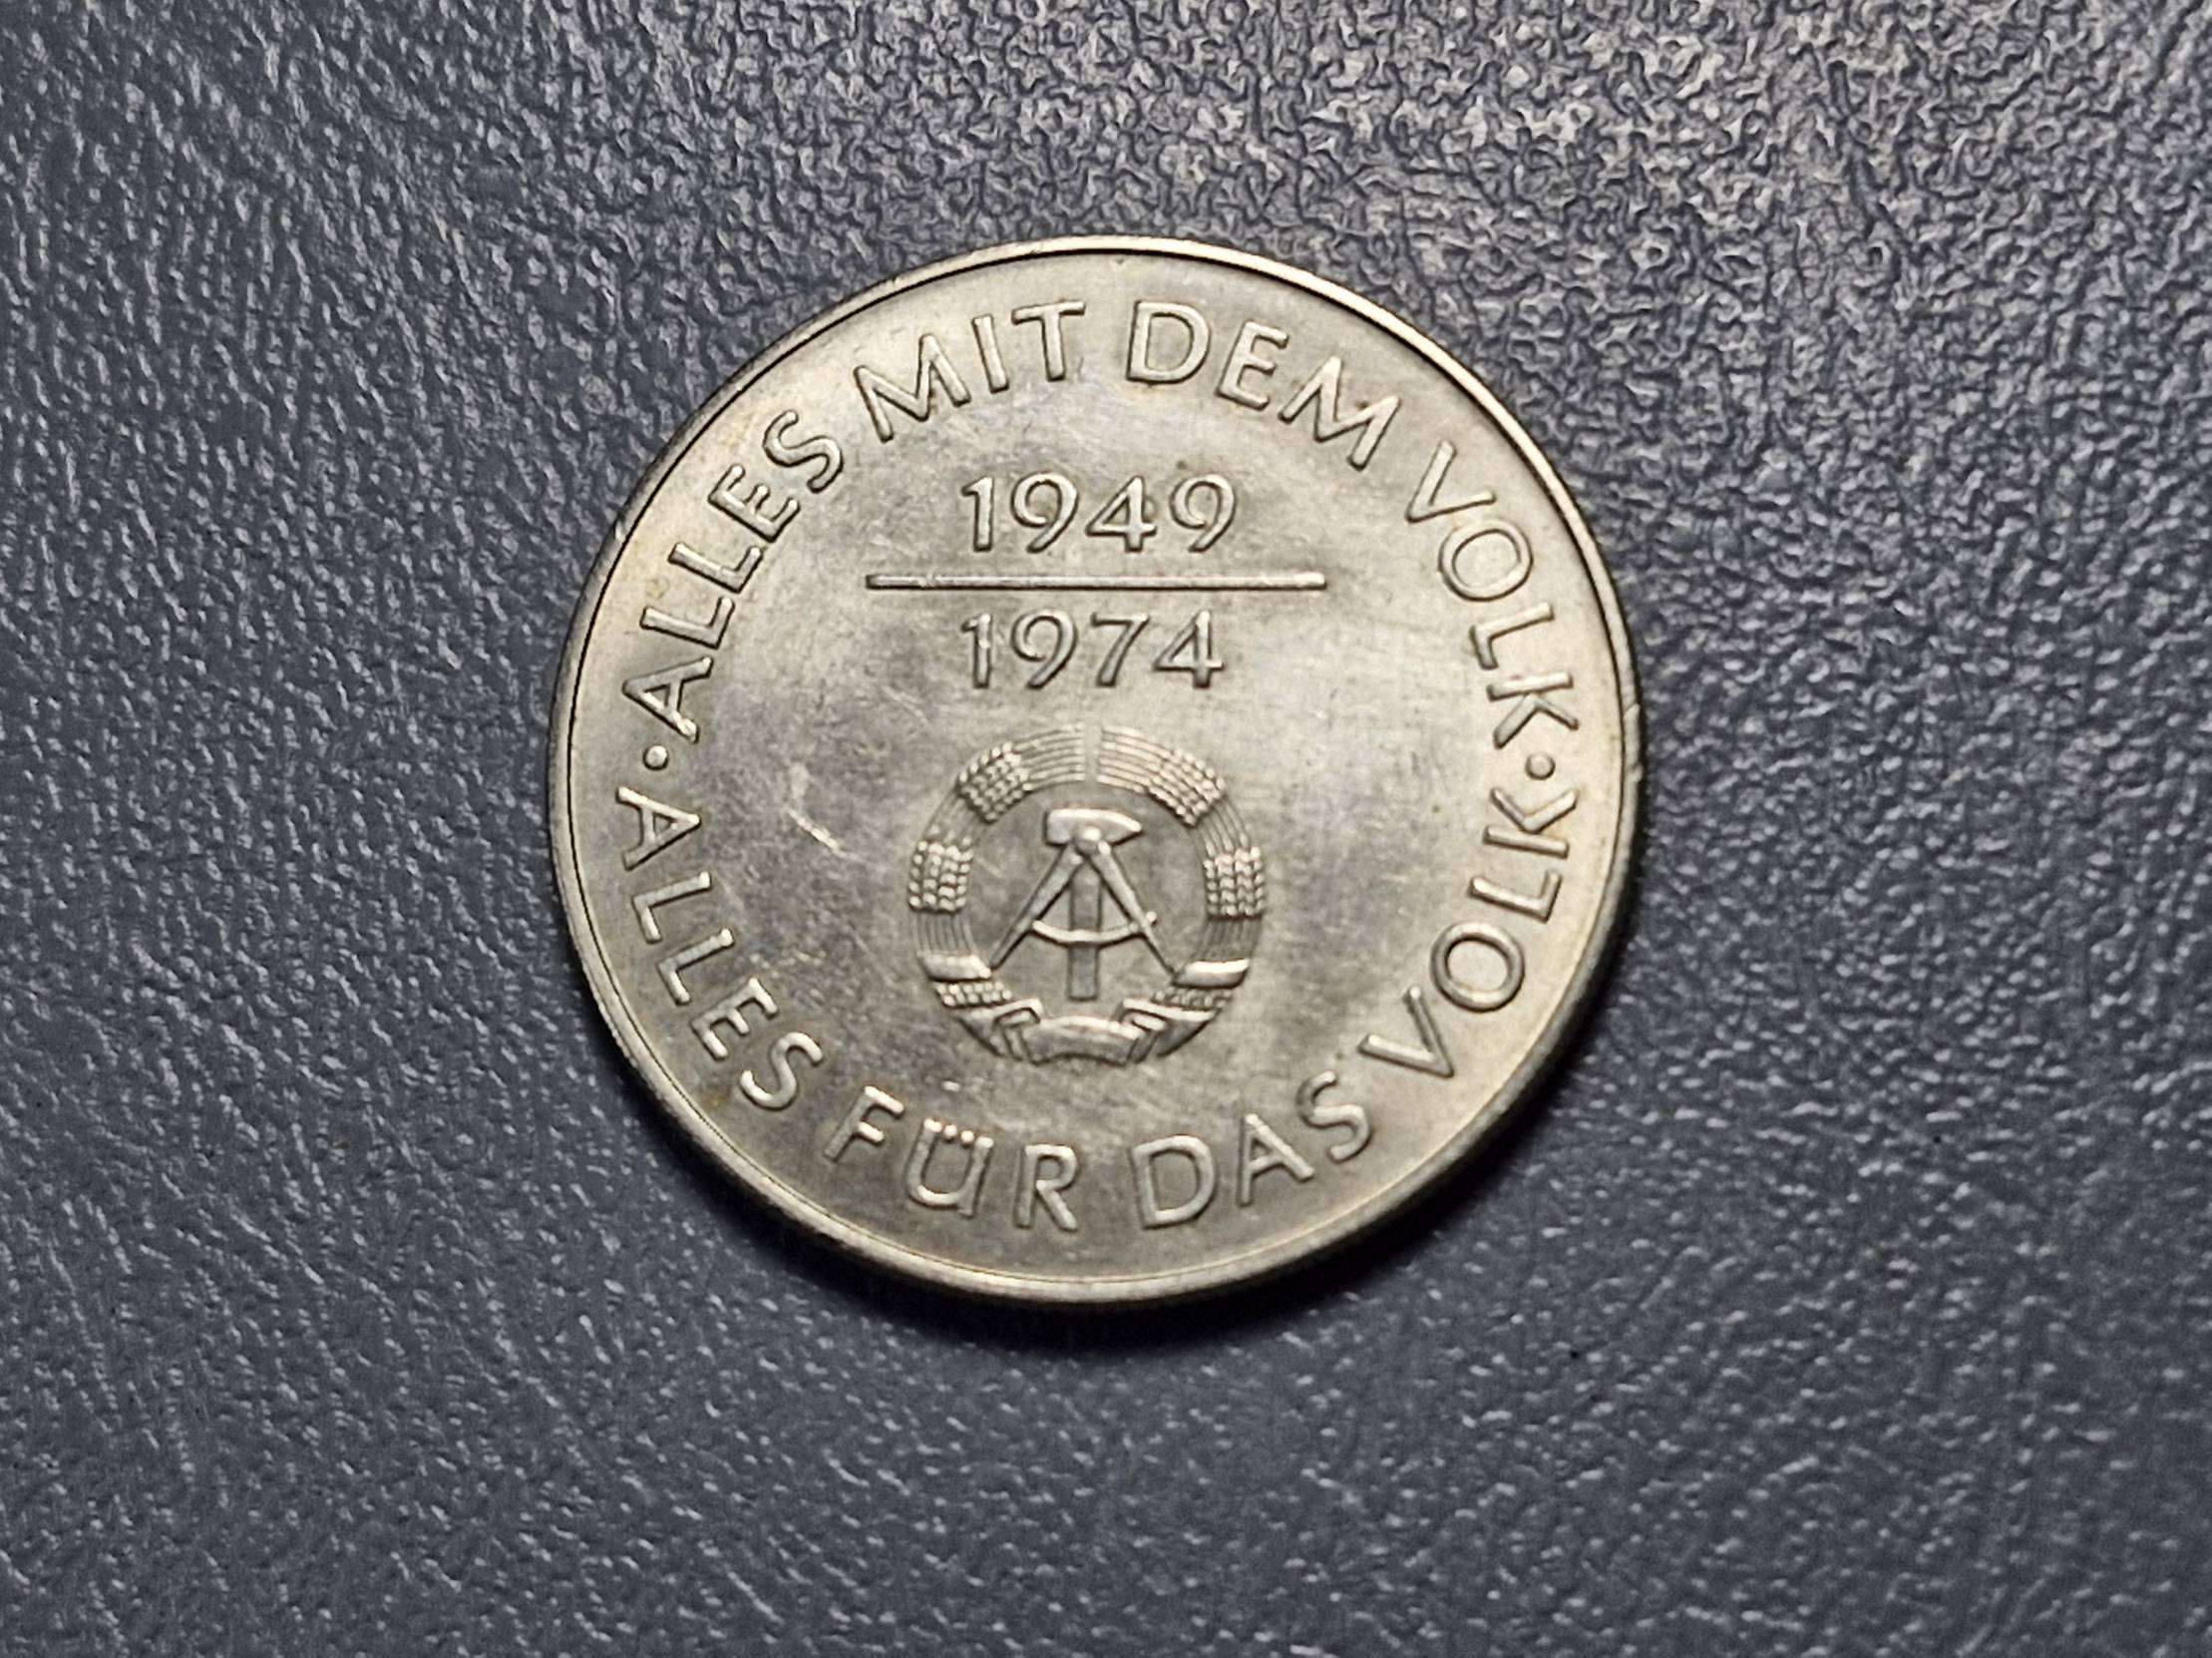 ALLES MIT DEM VOLK ·
1949
1974
ALLES FÜR DAS VOLK ·